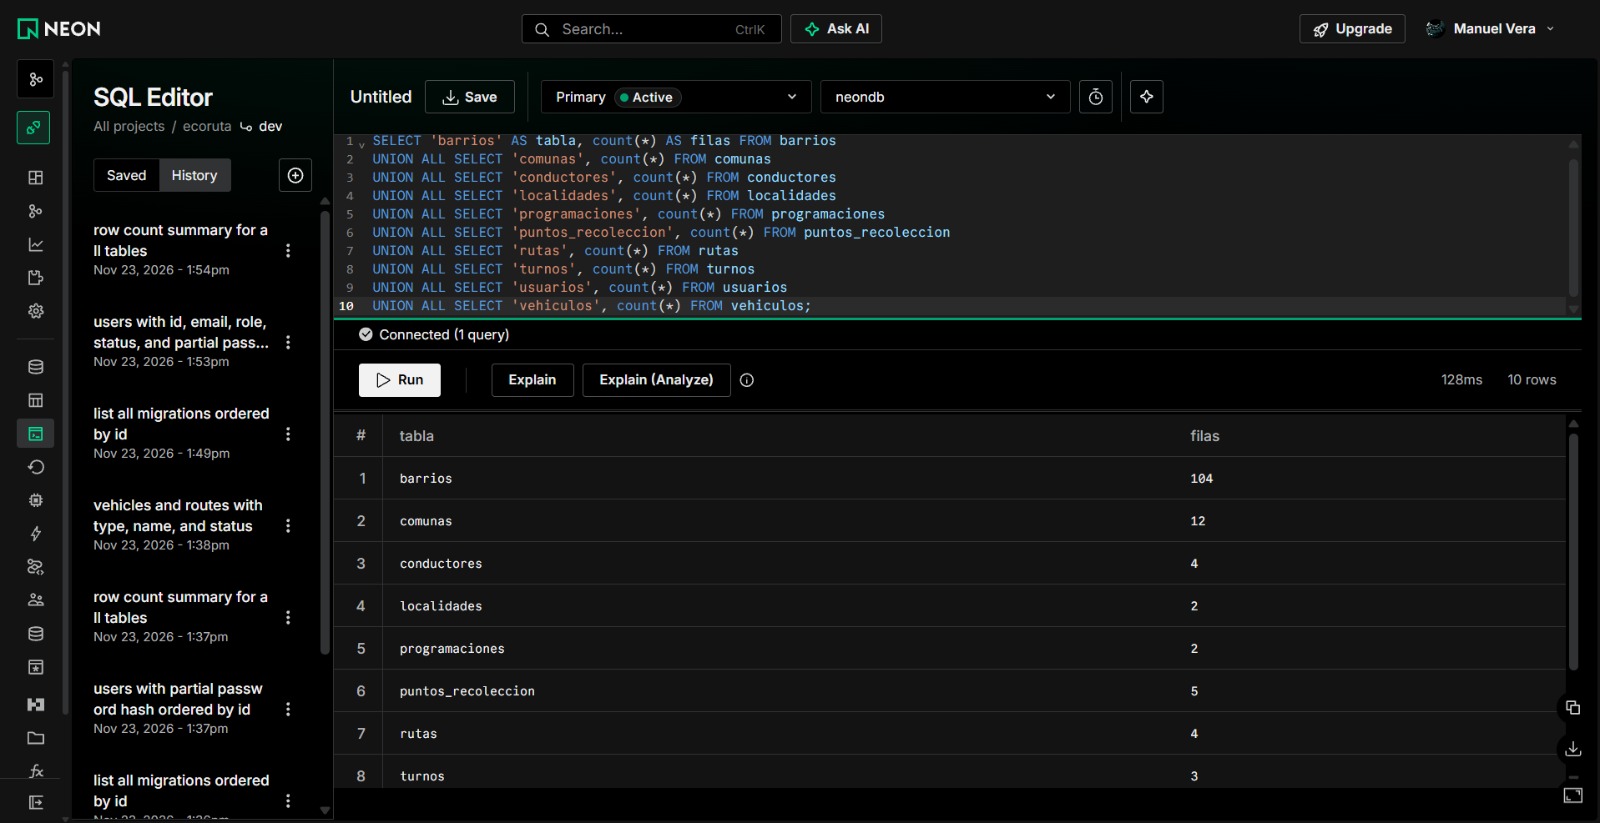 NEON
Search...
CtrlK
Ask AI
Upgrade
Manuel Vera
SQL Editor
All projects / ecoruta dev
Saved
History
row count summary for a
ll tables
Nov 23, 2026 - 1:54pm
users with id, email, role,
status, and partial pass...
Nov 23, 2026 - 1:53pm
list all migrations ordered
by id
Nov 23, 2026 - 1:49pm
vehicles and routes with
type, name, and status
Nov 23, 2026 - 1:38pm
row count summary for a
ll tables
Nov 23, 2026 - 1:37pm
users with partial passw
ord hash ordered by id
Nov 23, 2026 - 1:37pm
list all migrations ordered
by id
Untitled
Save
Primary Active
neondb
1 SELECT 'barrios' AS tabla, count(*) AS filas FROM barrios
2 UNION ALL SELECT 'comunas', count(*) FROM comunas
3 UNION ALL SELECT 'conductores', count(*) FROM conductores
4 UNION ALL SELECT 'localidades', count(*) FROM localidades
5 UNION ALL SELECT 'programaciones', count(*) FROM programaciones
6 UNION ALL SELECT 'puntos_recoleccion', count(*) FROM puntos_recoleccion
7 UNION ALL SELECT 'rutas', count(*) FROM rutas
8 UNION ALL SELECT 'turnos', count(*) FROM turnos
9 UNION ALL SELECT 'usuarios', count(*) FROM usuarios
10 UNION ALL SELECT 'vehiculos', count(*) FROM vehiculos;
Connected (1 query)
Run
Explain
Explain (Analyze)
128ms
10 rows
# tabla filas
1 barrios 104
2 comunas 12
3 conductores 4
4 localidades 2
5 programaciones 2
6 puntos_recoleccion 5
7 rutas 4
8 turnos 3